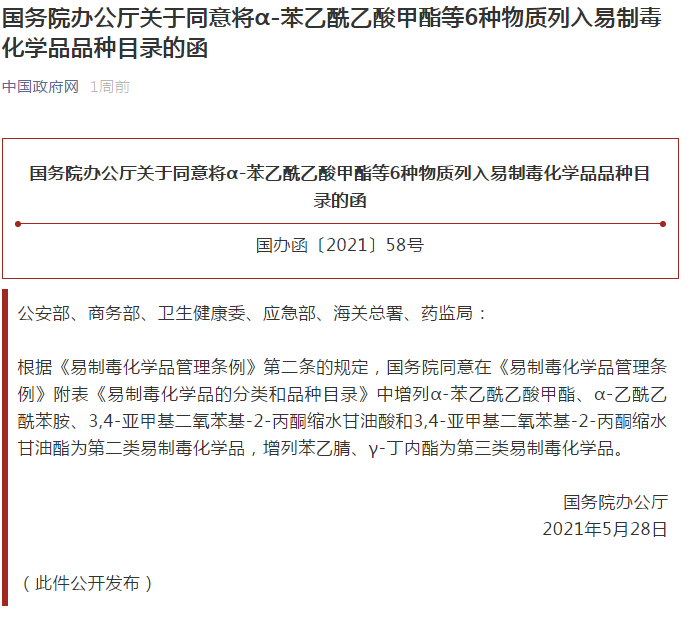 国务院办公厅关于同意将α-苯乙酰乙酸甲酯等6种物质列入易制毒
化学品品种目录的函
中国政府网 1周前
国务院办公厅关于同意将α-苯乙酰乙酸甲酯等6种物质列入易制毒化学品品种目
录的函
国办函〔2021〕58号
公安部、商务部、卫生健康委、应急部、海关总署、药监局：
根据《易制毒化学品管理条例》第二条的规定，国务院同意在《易制毒化学品管理条
例》附表《易制毒化学品的分类和品种目录》中增列α-苯乙酰乙酸甲酯、α-乙酰乙
酰苯胺、3,4-亚甲基二氧苯基-2-丙酮缩水甘油酸和3,4-亚甲基二氧苯基-2-丙酮缩水
甘油酯为第二类易制毒化学品，增列苯乙腈、γ-丁内酯为第三类易制毒化学品。
国务院办公厅
2021年5月28日
（此件公开发布）